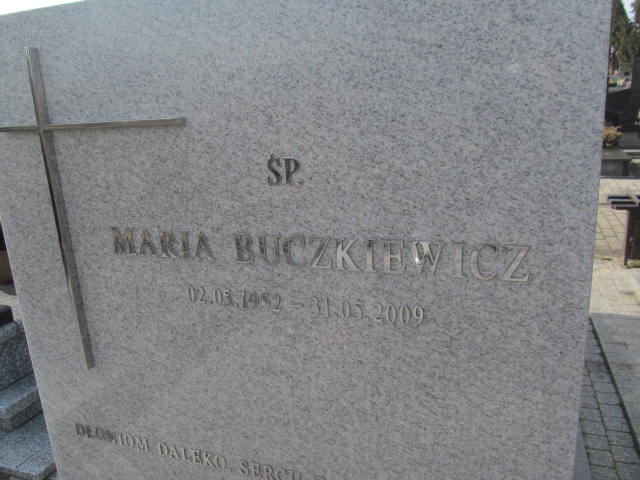 ŚP.
MARIA BUCZKIEWICZ
02.05.1952 - 31.05.2009
DŁONIOM DALEKO, SERCU